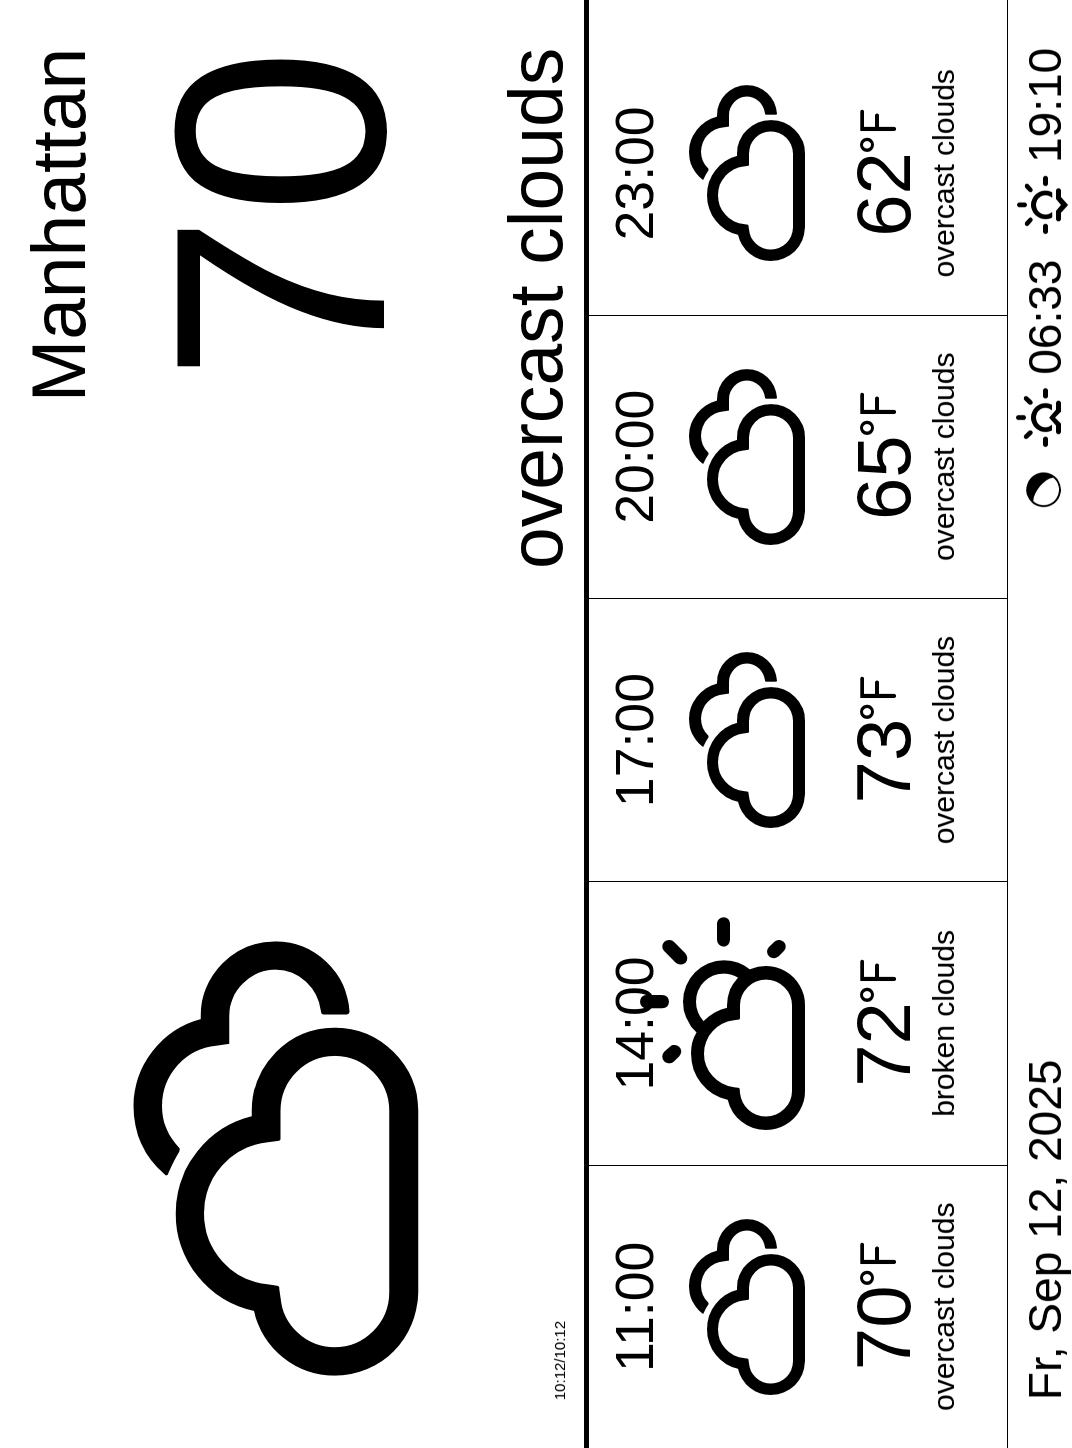 Manhattan
70
overcast clouds
10:12/10:12
11:00
70°F
overcast clouds
14:00
72°F
broken clouds
17:00
73°F
overcast clouds
20:00
65°F
overcast clouds
23:00
62°F
overcast clouds
Fr, Sep 12, 2025
06:33
19:10